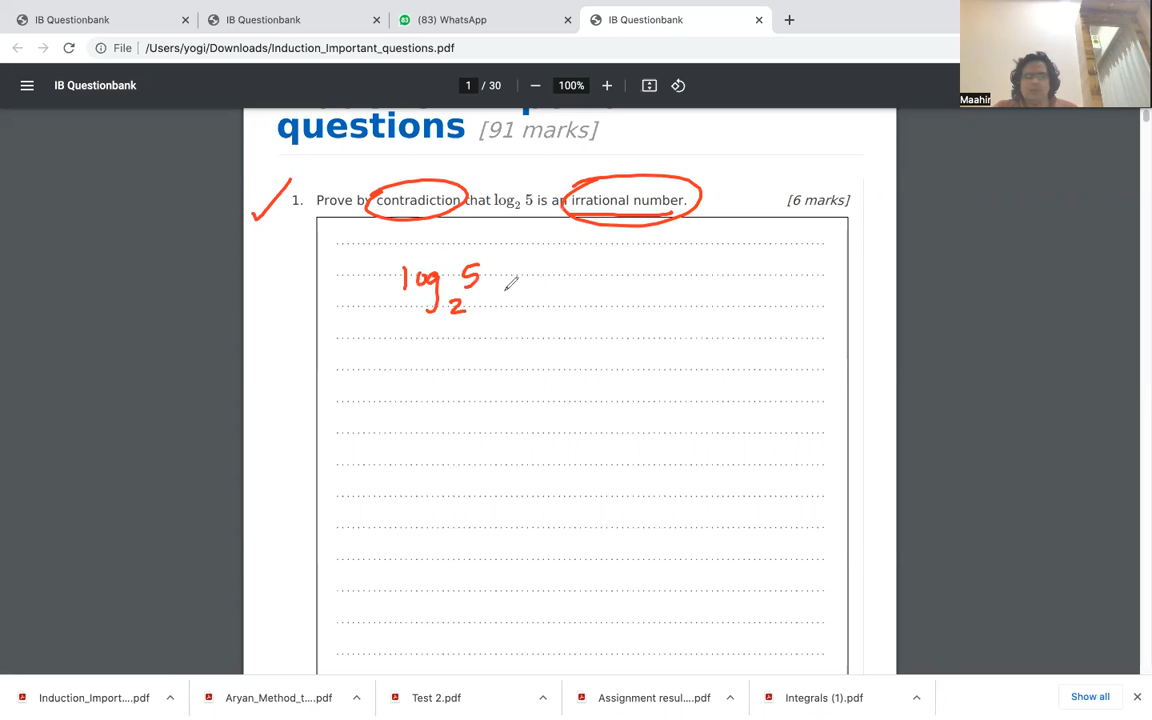 IB Questionbank
IB Questionbank
(83) WhatsApp
IB Questionbank
File /Users/yogi/Downloads/Induction_Important_questions.pdf
Maahir
IB Questionbank
1 / 30
100%
questions [91 marks]
1. Prove by contradiction that log₂ 5 is an irrational number. [6 marks]
log₂ 5
Induction_Import....pdf
Aryan_Method_t....pdf
Test 2.pdf
Assignment resul....pdf
Integrals (1).pdf
Show all